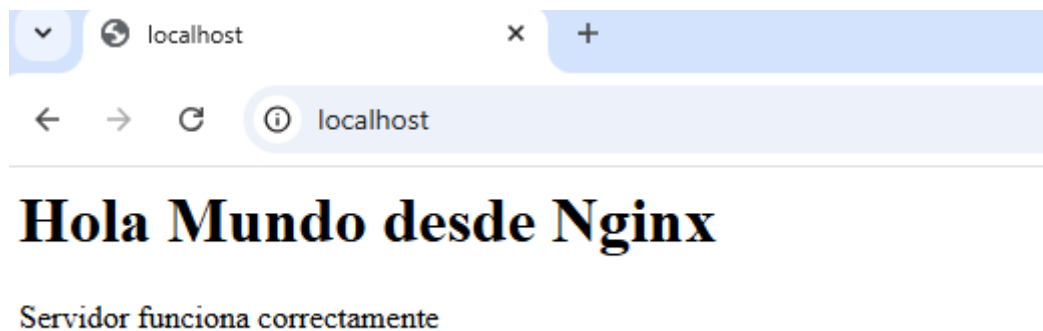 localhost
localhost
Hola Mundo desde Nginx
Servidor funciona correctamente